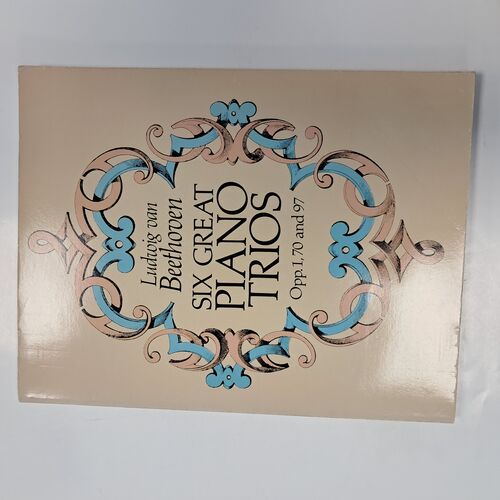 Ludwig van
Beethoven
SIX GREAT
PIANO
TRIOS
Opp. 1, 70 and 97